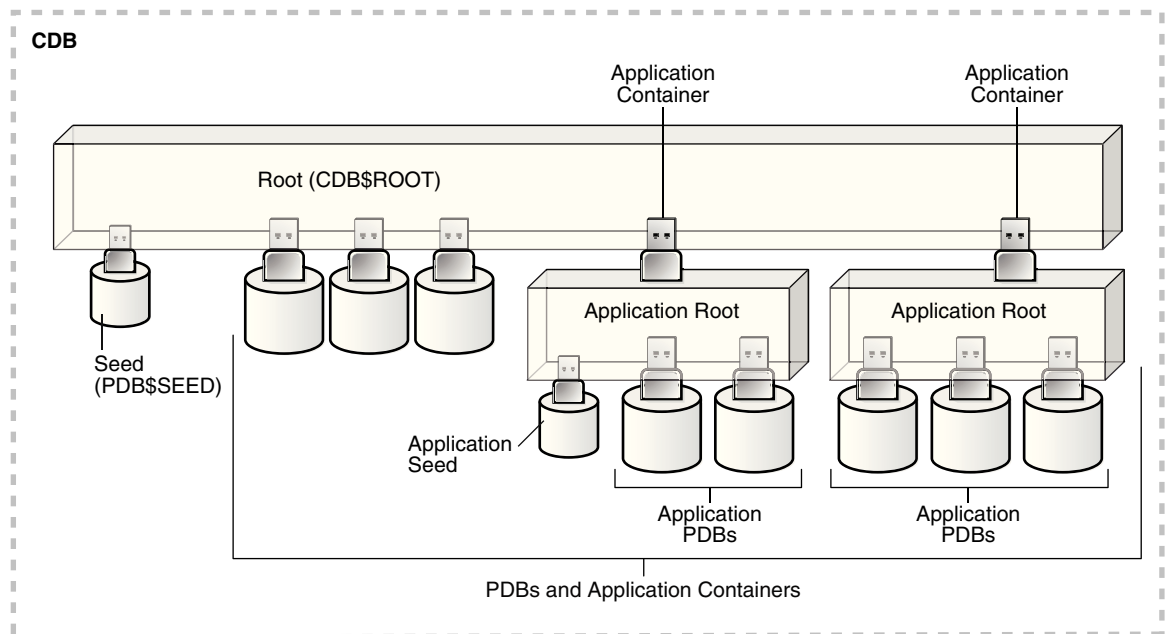 CDB
Application
Container
Application
Container
Root (CDB$ROOT)
Application Root
Application Root
Seed
(PDB$SEED)
Application
Seed
Application
PDBs
Application
PDBs
PDBs and Application Containers